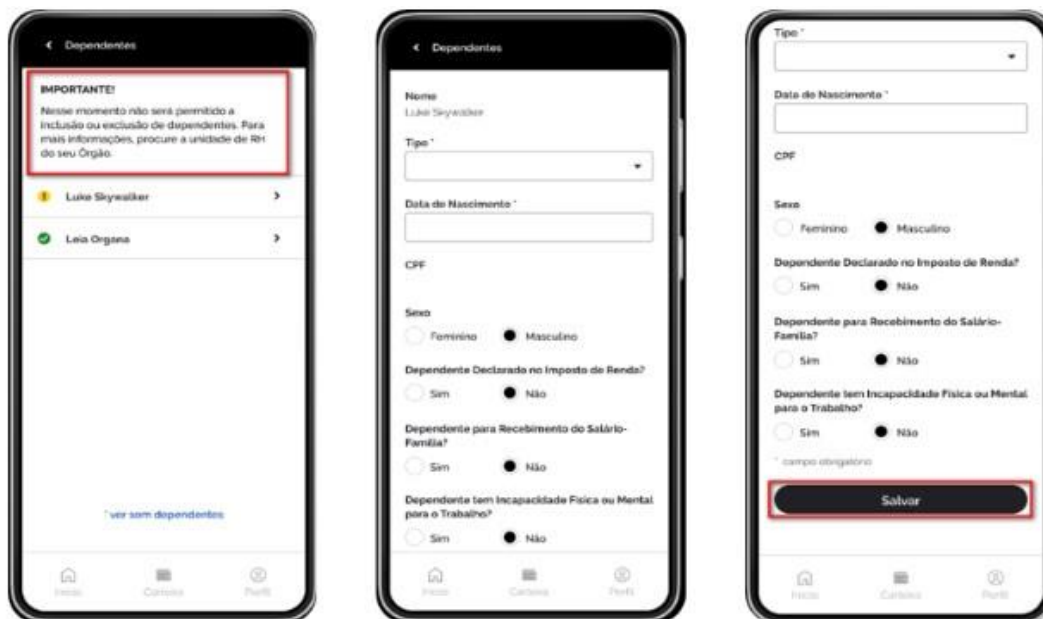 Dependentes
IMPORTANTE!
Nesse momento não será permitido a
inclusão ou exclusão de dependentes. Para
mais informações, procure a unidade de RH
do seu Órgão.
Luke Skywalker
Leia Organa
* ver sem dependentes
Início Carteira Perfil
Dependentes
Nome
Luke Skywalker
Tipo *
Data de Nascimento *
CPF
Sexo
Feminino Masculino
Dependente Declarado no Imposto de Renda?
Sim Não
Dependente para Recebimento do Salário-
Família?
Sim Não
Dependente tem Incapacidade Física ou Mental
para o Trabalho?
Sim Não
Início Carteira Perfil
Tipo *
Data de Nascimento *
CPF
Sexo
Feminino Masculino
Dependente Declarado no Imposto de Renda?
Sim Não
Dependente para Recebimento do Salário-
Família?
Sim Não
Dependente tem Incapacidade Física ou Mental
para o Trabalho?
Sim Não
* campo obrigatório
Salvar
Início Carteira Perfil